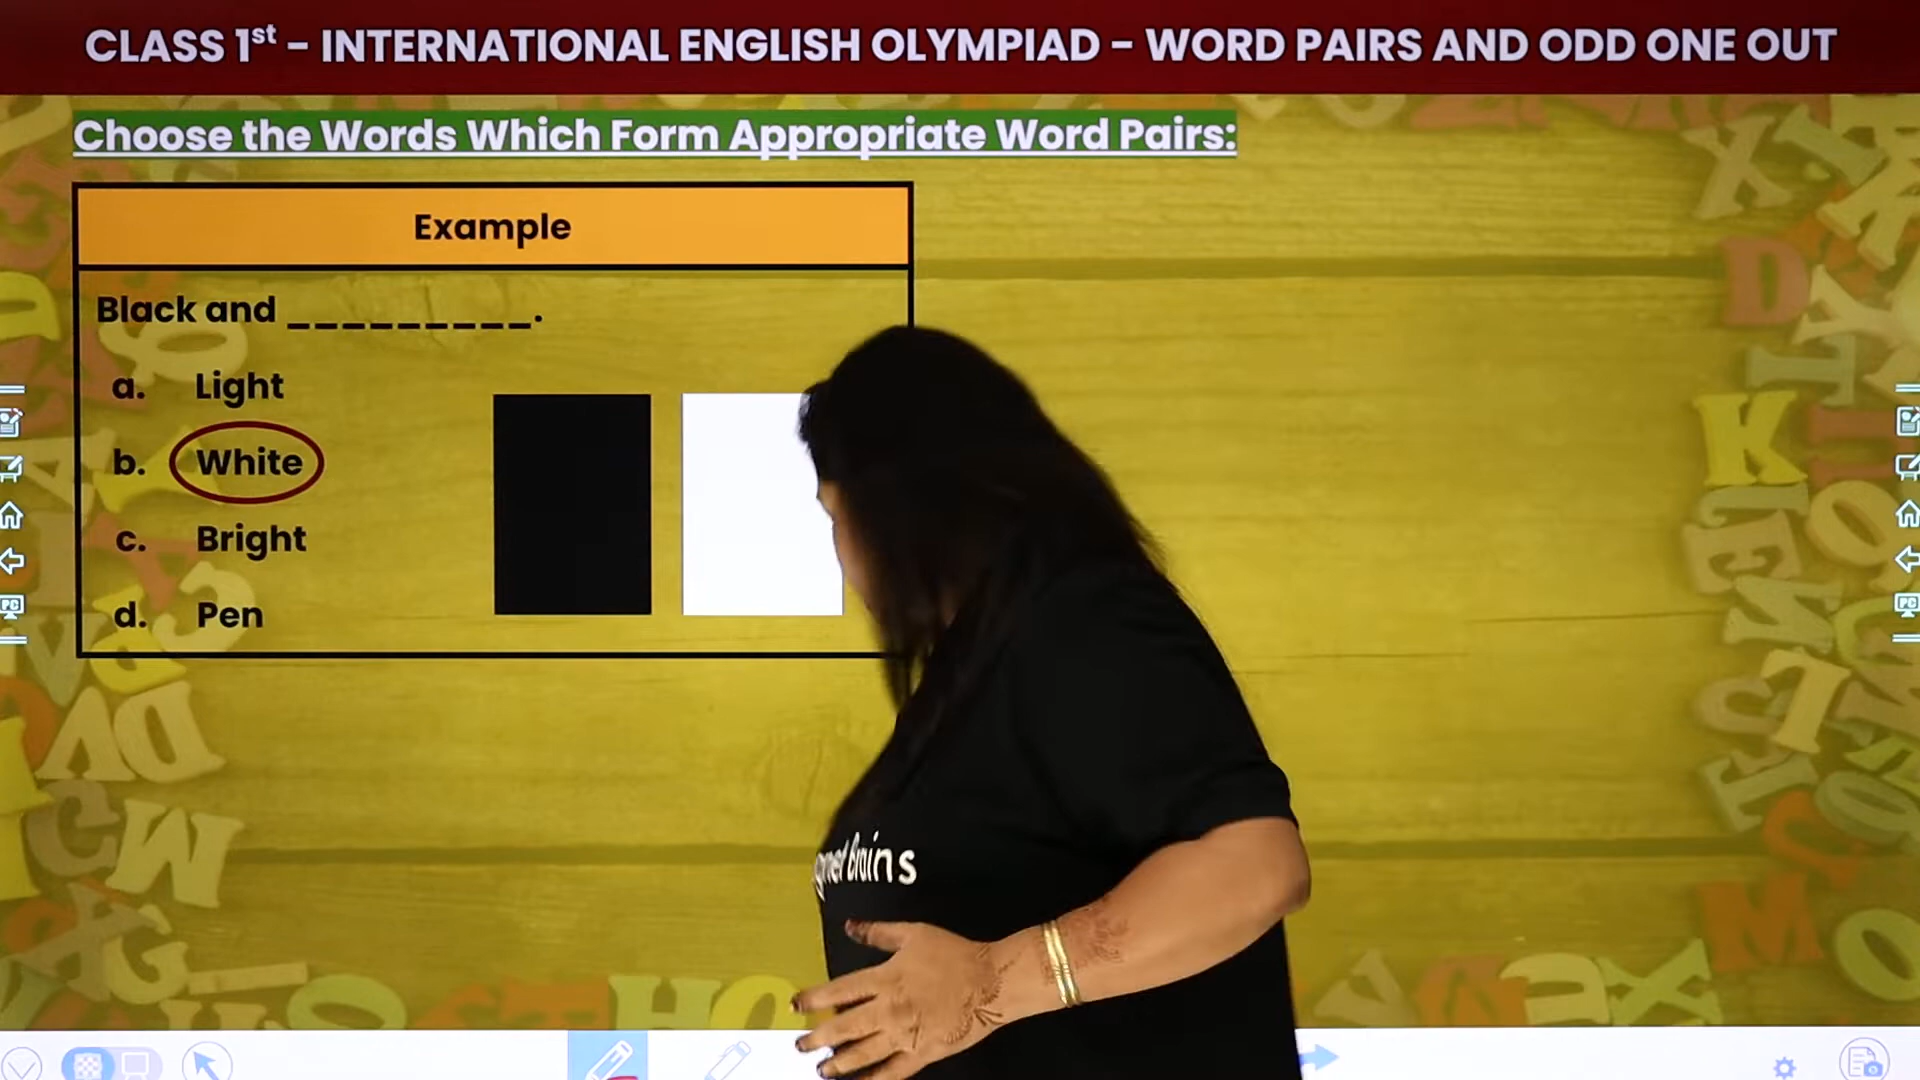 CLASS 1st – INTERNATIONAL ENGLISH OLYMPIAD – WORD PAIRS AND ODD ONE OUT
Choose the Words Which Form Appropriate Word Pairs:
Example
Black and _________.
a. Light
b. White
c. Bright
d. Pen
Brains